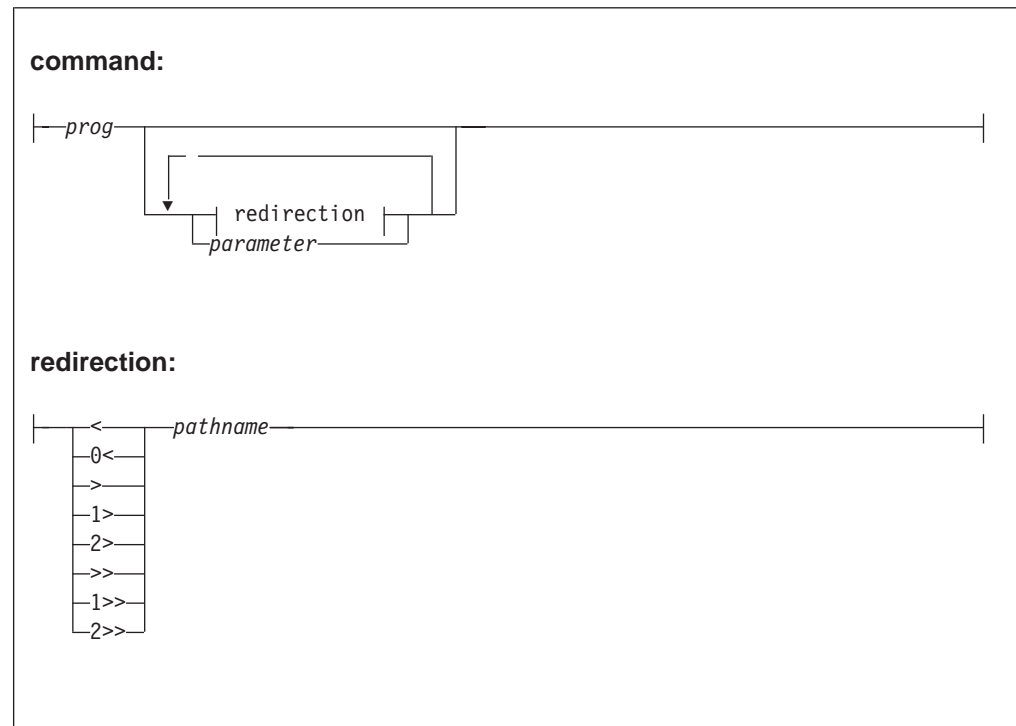 command:
prog
redirection
parameter
redirection:
< pathname
0<
>
1>
2>
>>
1>>
2>>